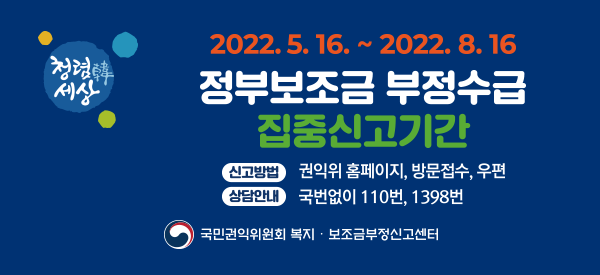 청렴韓
세상
2022. 5. 16. ~ 2022. 8. 16
정부보조금 부정수급
집중신고기간
신고방법 권익위 홈페이지, 방문접수, 우편
상담안내 국번없이 110번, 1398번
국민권익위원회 복지 · 보조금부정신고센터